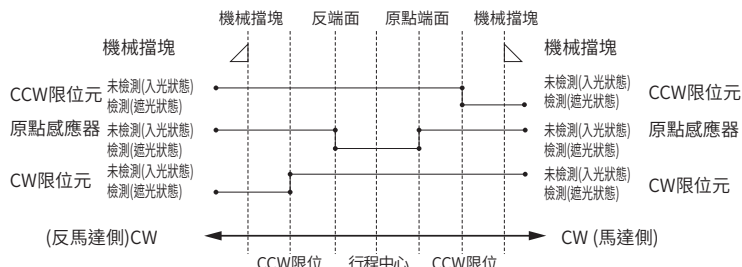 機械擋塊 反端面 原點端面 機械擋塊
機械擋塊 機械擋塊
CCW限位元 未檢測(入光狀態) 未檢測(入光狀態) CCW限位元
檢測(遮光狀態) 檢測(遮光狀態)
原點感應器 未檢測(入光狀態) 未檢測(入光狀態) 原點感應器
檢測(遮光狀態) 檢測(遮光狀態)
CW限位元 未檢測(入光狀態) 未檢測(入光狀態) CW限位元
檢測(遮光狀態) 檢測(遮光狀態)
(反馬達側)CW CW (馬達側)
CCW限位 行程中心 CCW限位